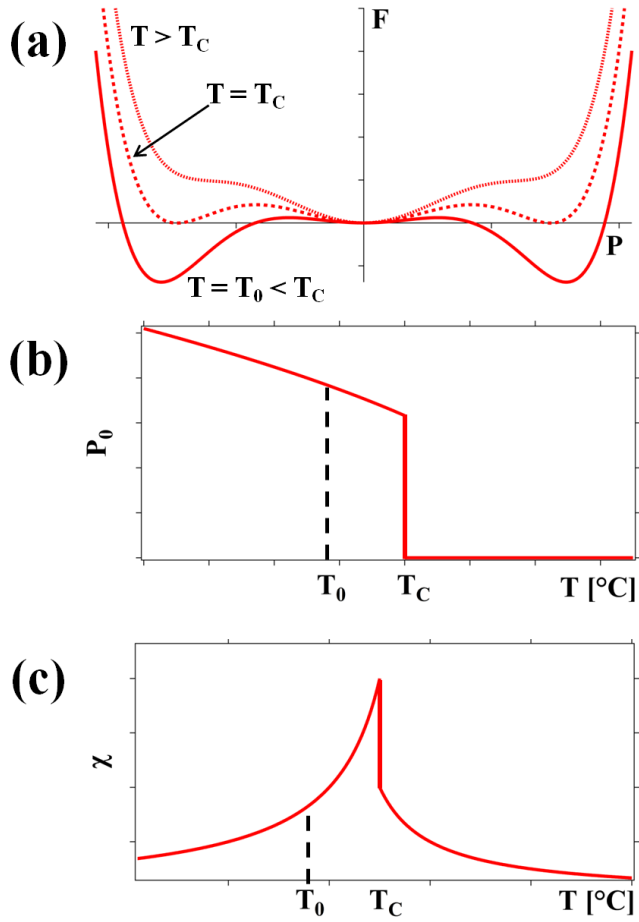 (a)
F
T > T_C
T = T_C
P
T = T_0 < T_C
(b)
P_0
T_0
T_C
T [°C]
(c)
χ
T_0
T_C
T [°C]